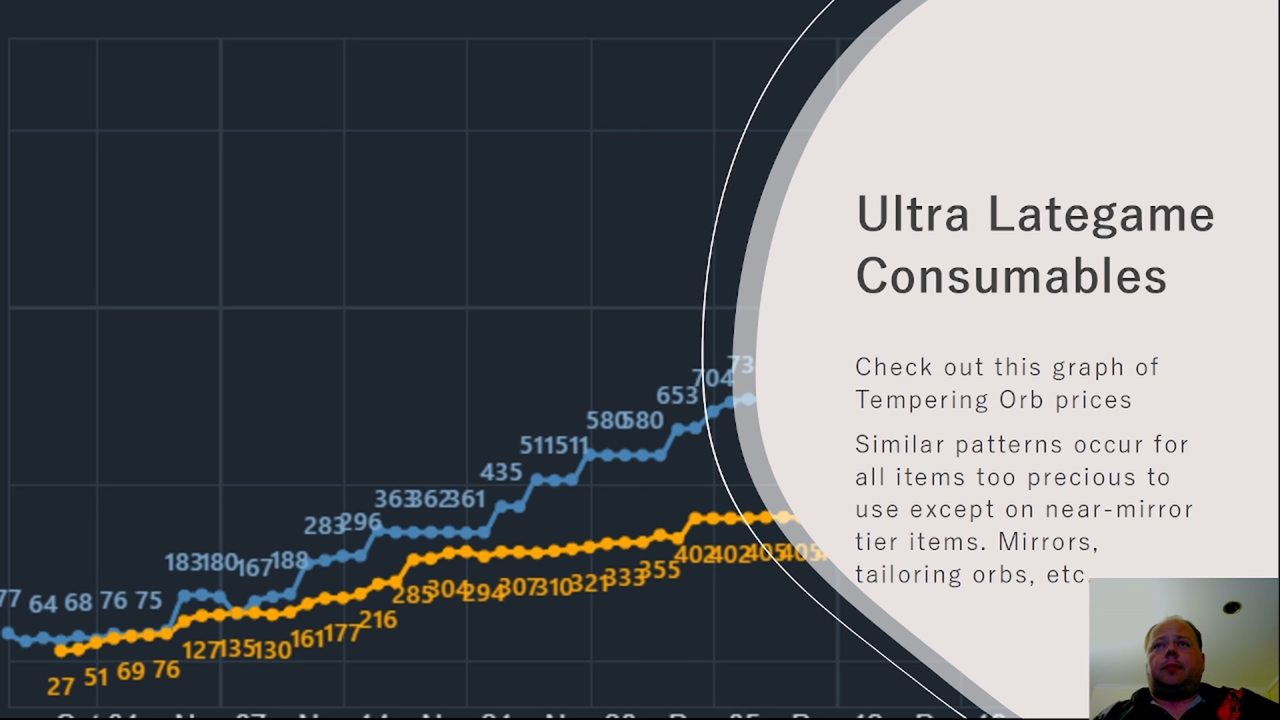 Ultra Lategame
Consumables
Check out this graph of
Tempering Orb prices
Similar patterns occur for
all items too precious to
use except on near-mirror
tier items. Mirrors,
tailoring orbs, etc.
77 64 68 76 75 183 180 167 188 283 296 363 362 361 435 511 511 580 580 653 704 73
27 51 69 76 127 135 130 161 177 216 285 304 294 307 310 321 333 355 402 402 405 405